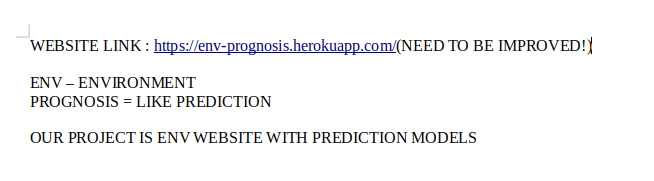 WEBSITE LINK : https://env-prognosis.herokuapp.com/(NEED TO BE IMPROVED!)
ENV – ENVIRONMENT
PROGNOSIS = LIKE PREDICTION
OUR PROJECT IS ENV WEBSITE WITH PREDICTION MODELS